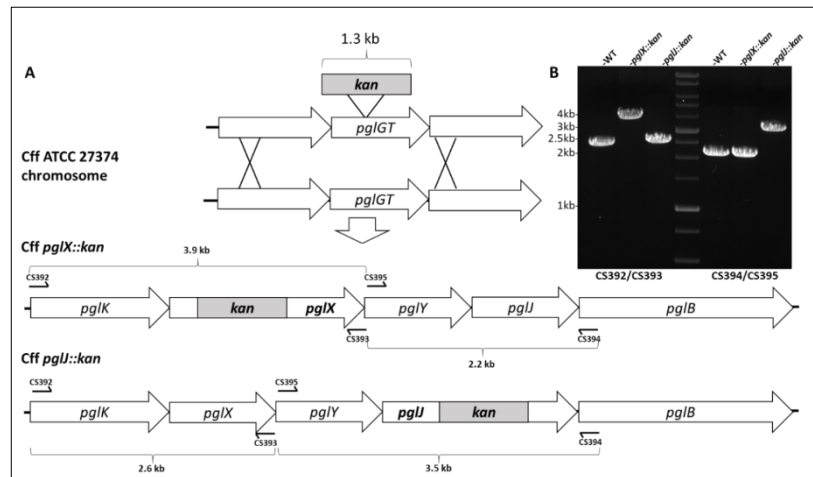 1.3 kb
A
kan
pglGT
Cff ATCC 27374
chromosome
pglGT
B
-WT
-pglX::kan
-pglJ::kan
-WT
-pglX::kan
-pglJ::kan
4kb-
3kb-
2.5kb-
2kb-
1kb-
CS392/CS393
CS394/CS395
Cff pglX::kan
3.9 kb
CS392
CS395
pglK
kan
pglX
pglY
pglJ
pglB
CS393
CS394
2.2 kb
Cff pglJ::kan
CS392
CS395
pglK
pglX
pglY
pglJ
kan
pglB
CS393
CS394
2.6 kb
3.5 kb